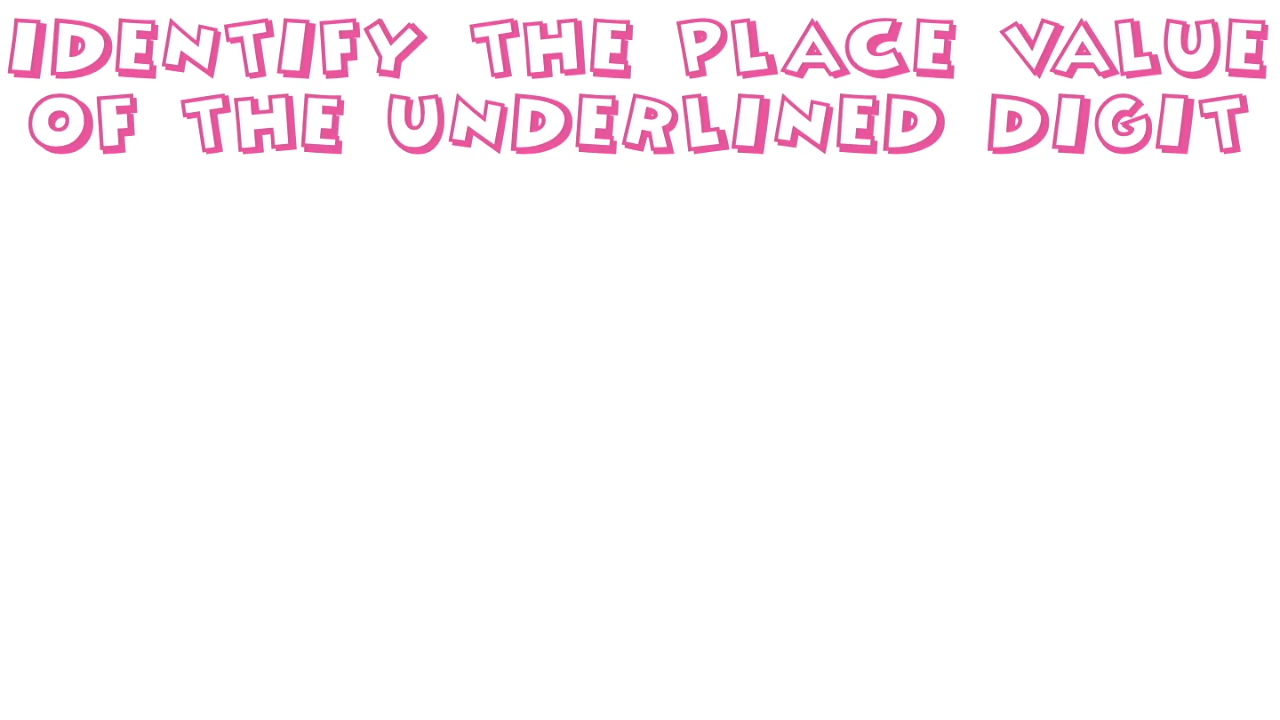 IDENTIFY THE PLACE VALUE
OF THE UNDERLINED DIGIT